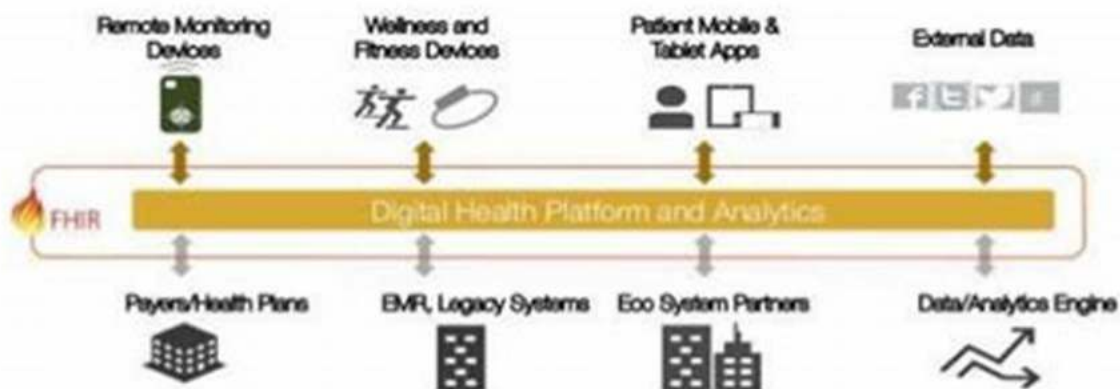 Remote Monitoring
Devices
Wellness and
Fitness Devices
Patient Mobile &
Tablet Apps
External Data
f t
FHIR
Digital Health Platform and Analytics
Payers/Health Plans
EMR, Legacy Systems
Eco System Partners
Data/Analytics Engine